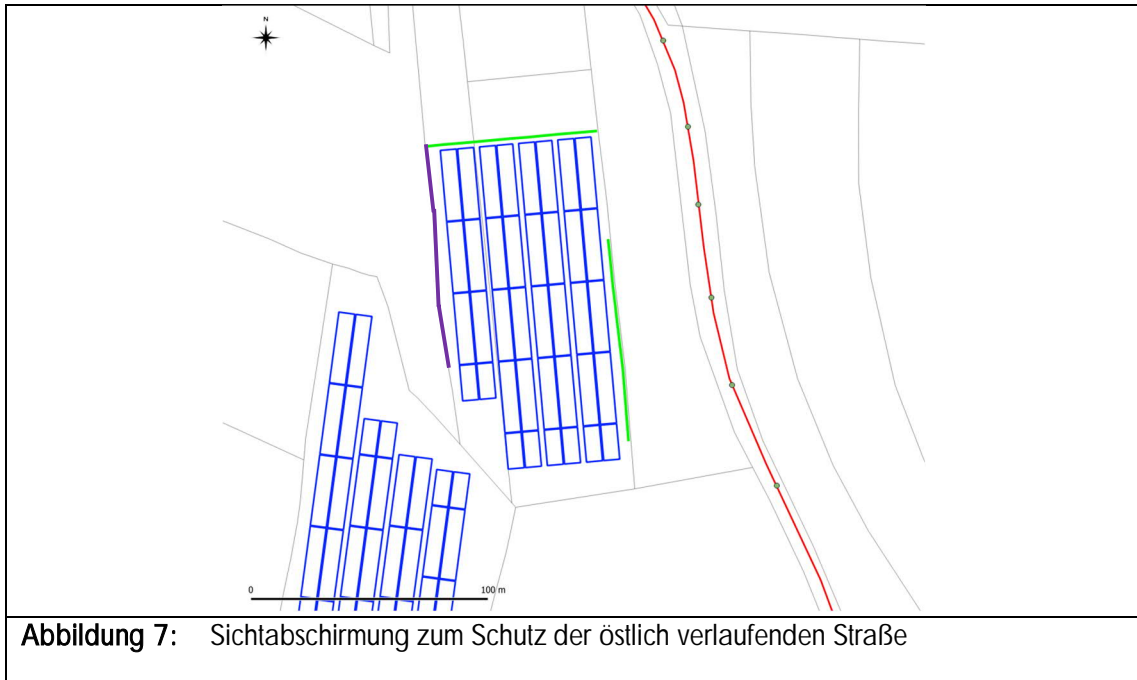 N
0 100 m
Abbildung 7: Sichtabschirmung zum Schutz der östlich verlaufenden Straße